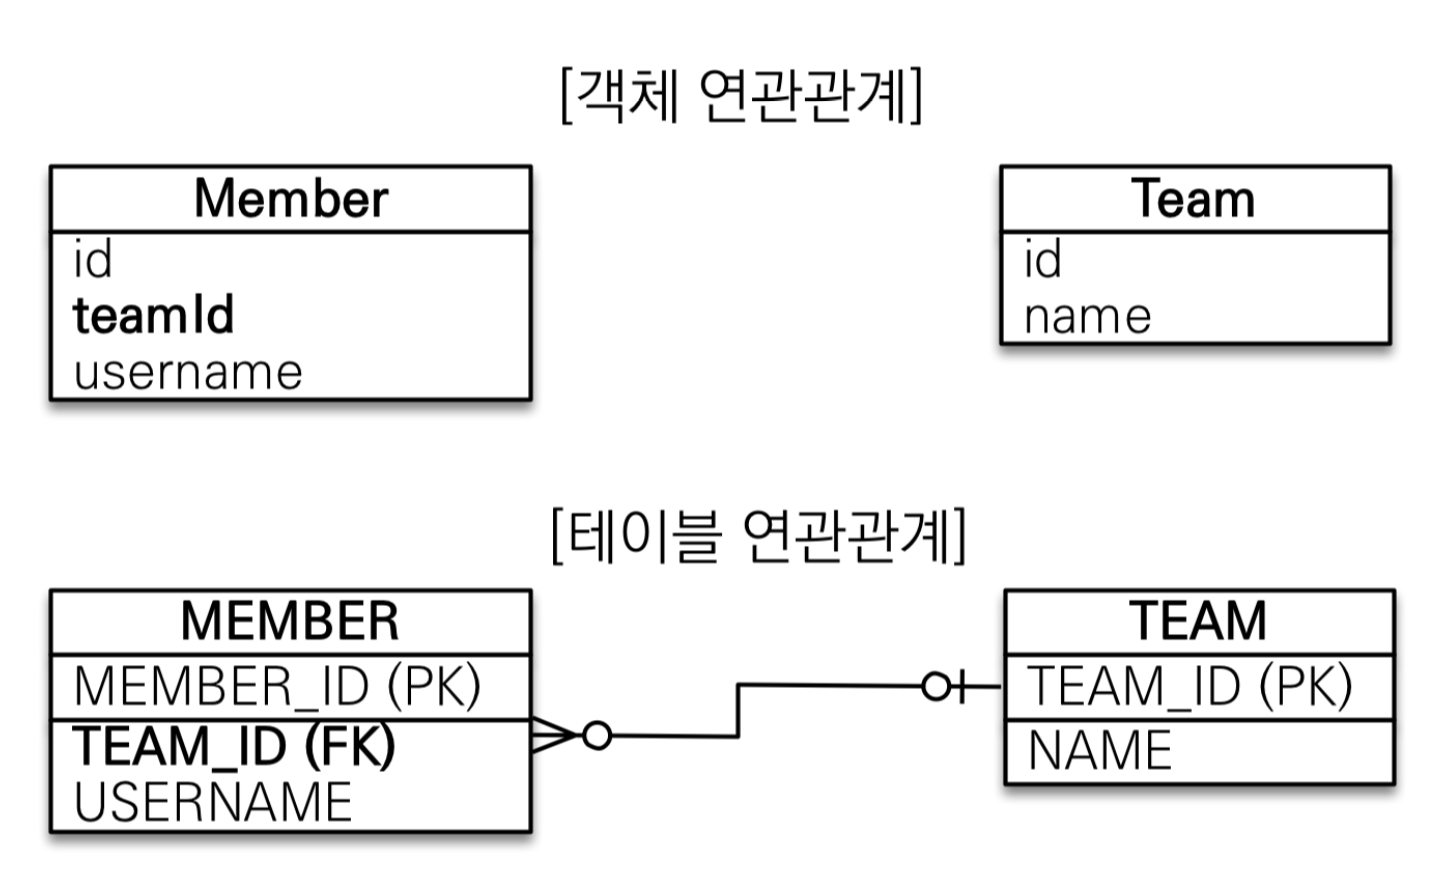 [객체 연관관계]
Member
id
teamId
username
Team
id
name
[테이블 연관관계]
MEMBER
MEMBER_ID (PK)
TEAM_ID (FK)
USERNAME
TEAM
TEAM_ID (PK)
NAME